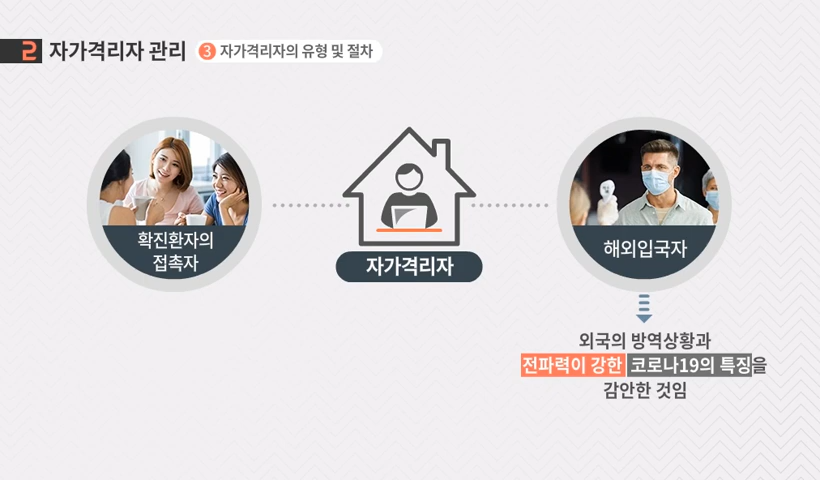 2 자가격리자 관리 3 자가격리자의 유형 및 절차
확진환자의
접촉자
자가격리자
해외입국자
외국의 방역상황과
전파력이 강한 코로나19의 특징을
감안한 것임